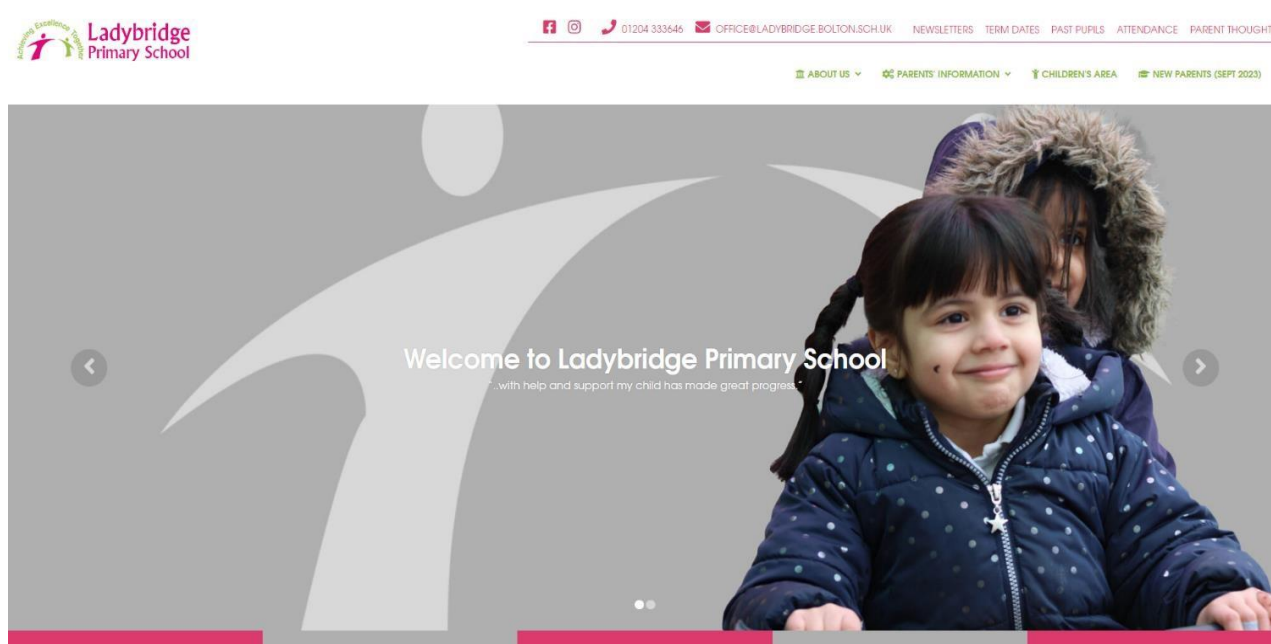 Achieving Excellence Together
Ladybridge
Primary School
01204 333646 OFFICE@LADYBRIDGE.BOLTON.SCH.UK NEWSLETTERS TERM DATES PAST PUPILS ATTENDANCE PARENT THOUGHT
ABOUT US PARENTS' INFORMATION CHILDREN'S AREA NEW PARENTS (SEPT 2023)
Welcome to Ladybridge Primary School
"..with help and support my child has made great progress."